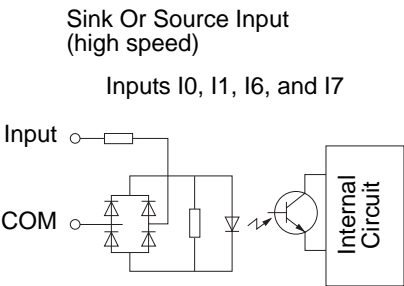 Sink Or Source Input
(high speed)
Inputs I0, I1, I6, and I7
Input
COM
Internal
Circuit